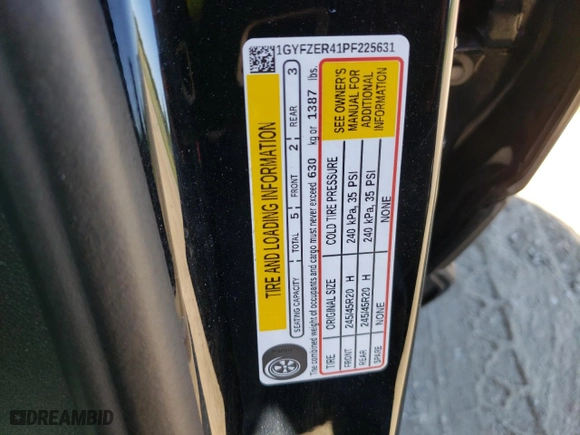 1GYFZER41PF225631
TIRE AND LOADING INFORMATION
SEATING CAPACITY TOTAL 5 FRONT 2 REAR 3
The combined weight of occupants and cargo must never exceed 630 kg or 1387 lbs.
TIRE ORIGINAL SIZE COLD TIRE PRESSURE
FRONT 245/45R20 H 240 kPa, 35 PSI
REAR 245/45R20 H 240 kPa, 35 PSI
SPARE NONE NONE
SEE OWNER'S
MANUAL FOR
ADDITIONAL
INFORMATION
DREAMBID